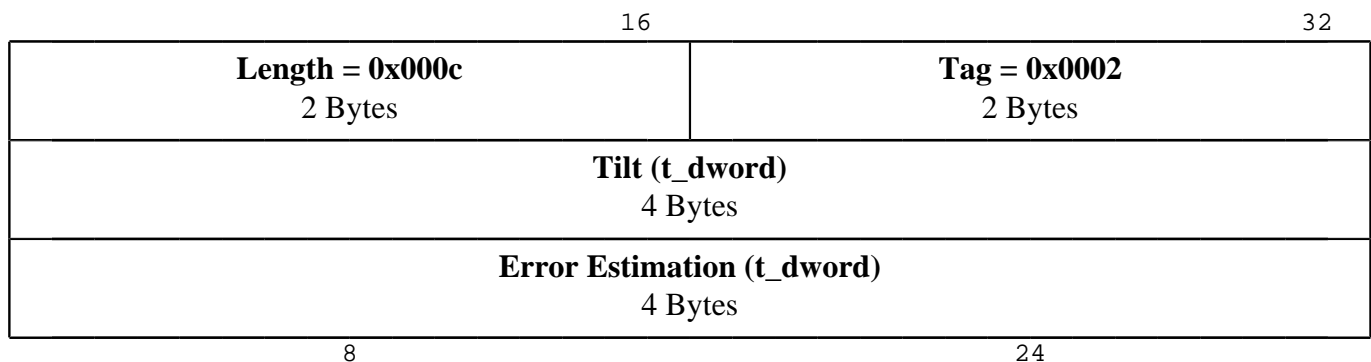 16 32
Length = 0x000c Tag = 0x0002
2 Bytes 2 Bytes
Tilt (t_dword)
4 Bytes
Error Estimation (t_dword)
4 Bytes
8 24